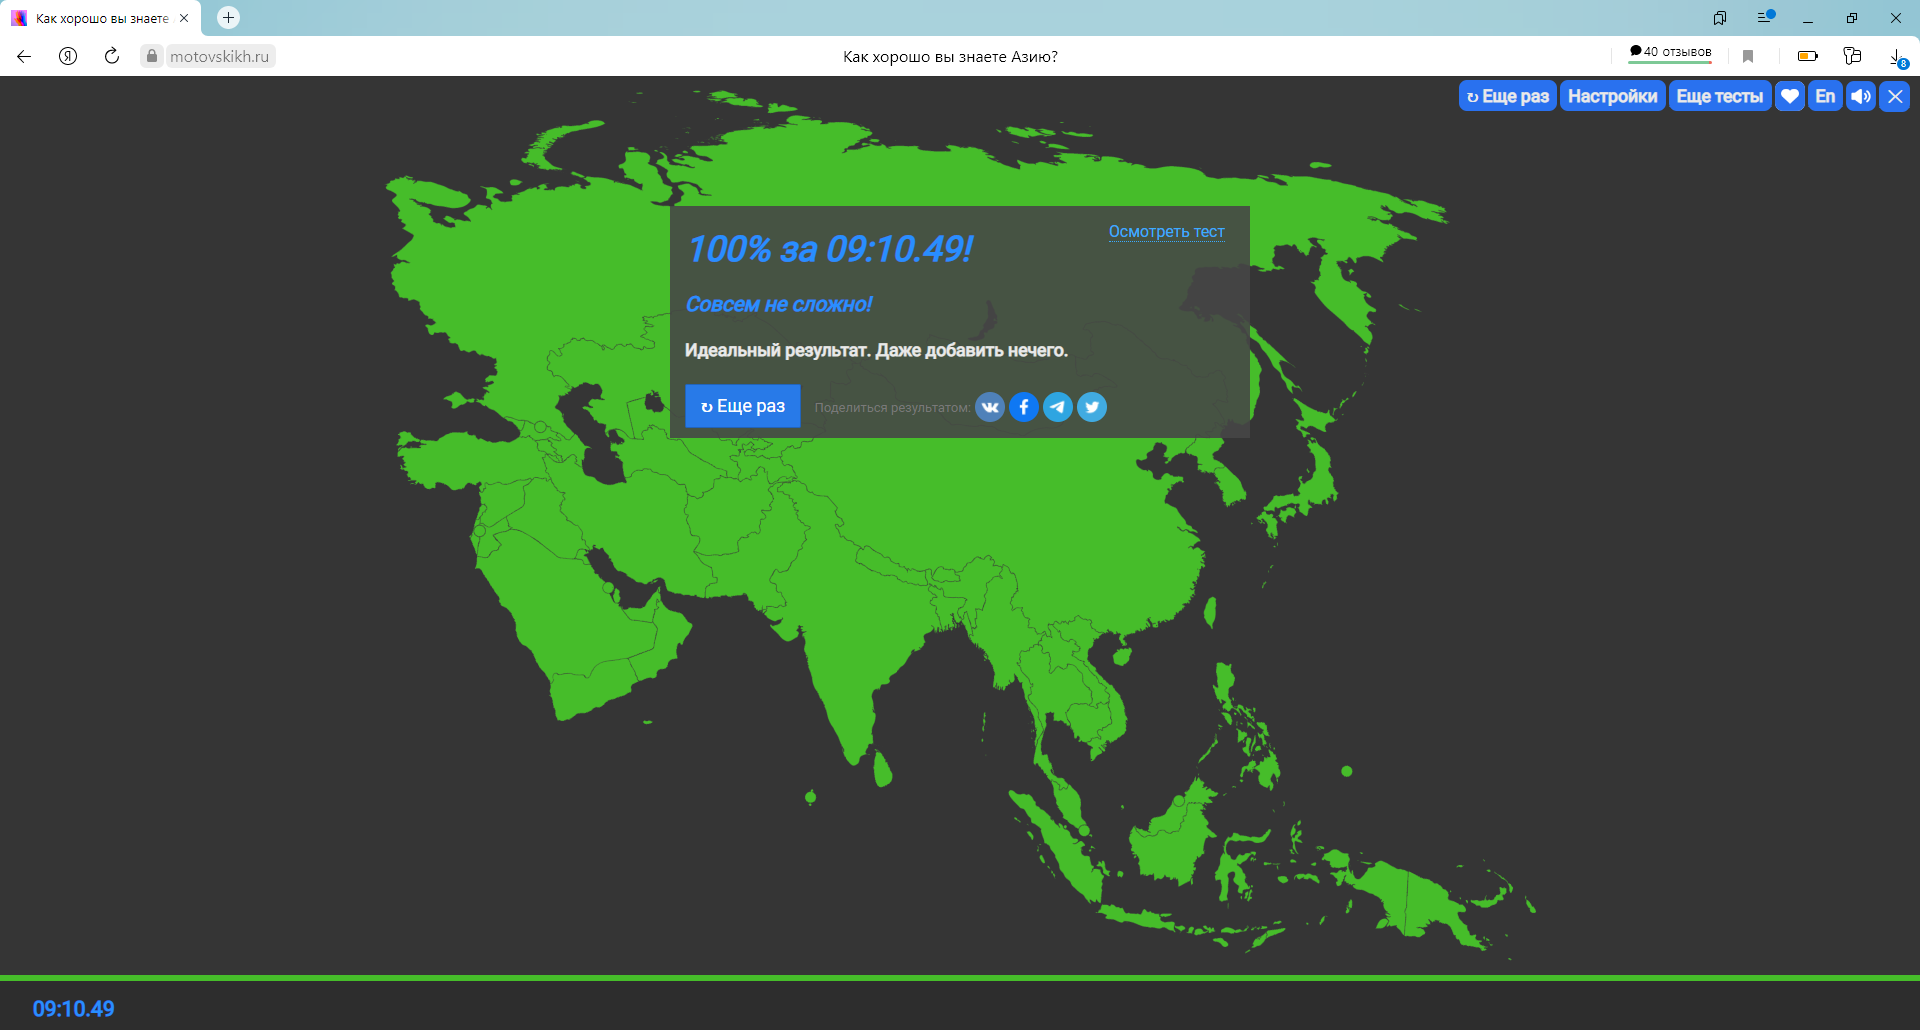 Как хорошо вы знаете
Я
motovskikh.ru
Как хорошо вы знаете Азию?
40 отзывов
8
↻ Еще раз
Настройки
Еще тесты
En
100% за 09:10.49!
Осмотреть тест
Совсем не сложно!
Идеальный результат. Даже добавить нечего.
↻ Еще раз
Поделиться результатом:
09:10.49